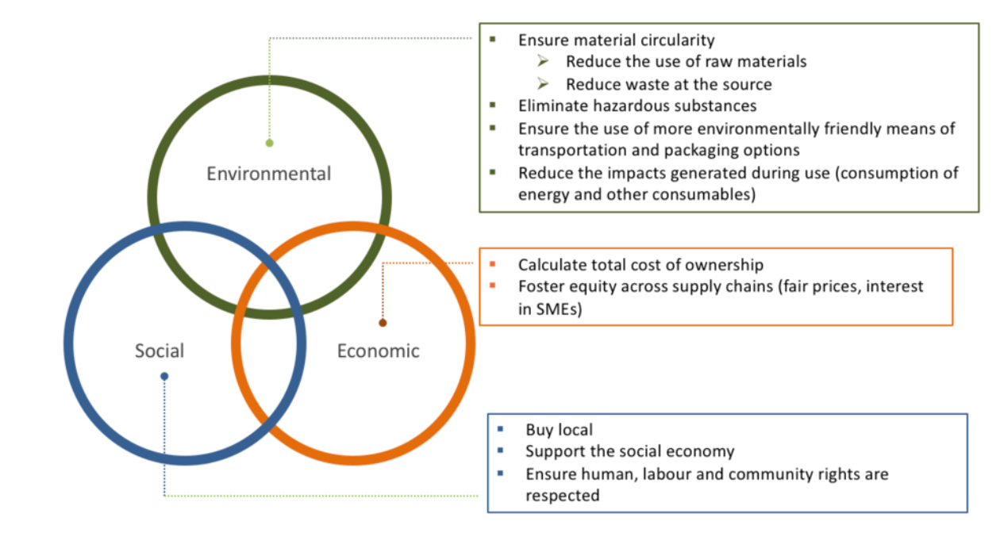 Ensure material circularity
Reduce the use of raw materials
Reduce waste at the source
Eliminate hazardous substances
Ensure the use of more environmentally friendly means of
transportation and packaging options
Reduce the impacts generated during use (consumption of
energy and other consumables)
Environmental
Calculate total cost of ownership
Foster equity across supply chains (fair prices, interest
in SMEs)
Social
Economic
Buy local
Support the social economy
Ensure human, labour and community rights are
respected